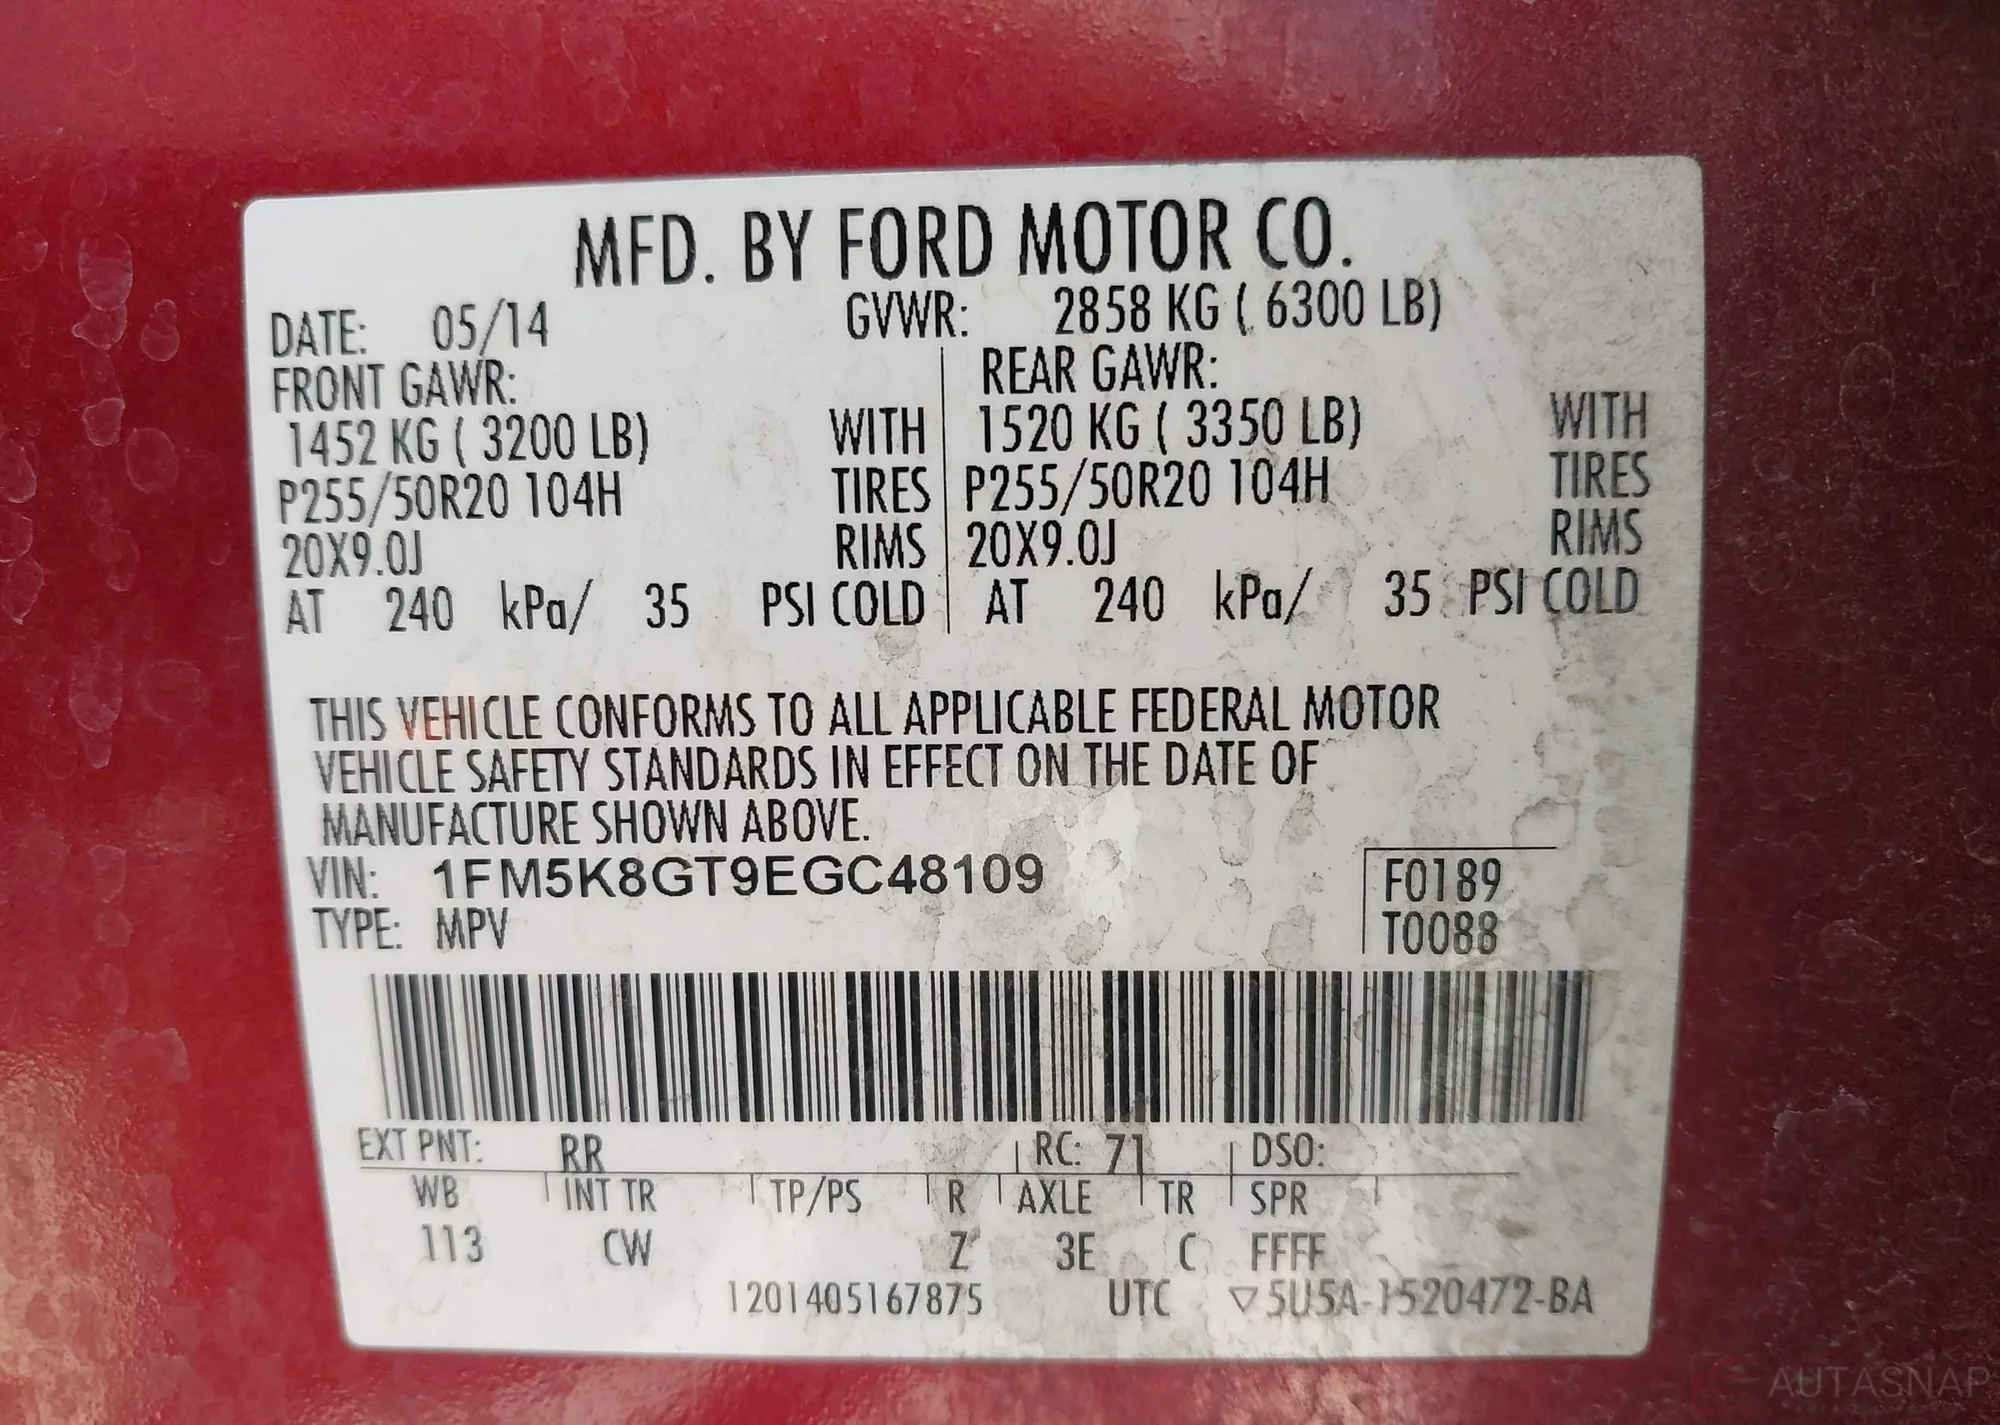 MFD. BY FORD MOTOR CO.
DATE: 05/14 GVWR: 2858 KG ( 6300 LB)
FRONT GAWR: REAR GAWR:
1452 KG ( 3200 LB) WITH 1520 KG ( 3350 LB) WITH
P255/50R20 104H TIRES P255/50R20 104H TIRES
20X9.0J RIMS 20X9.0J RIMS
AT 240 kPa/ 35 PSI COLD AT 240 kPa/ 35 PSI COLD
THIS VEHICLE CONFORMS TO ALL APPLICABLE FEDERAL MOTOR
VEHICLE SAFETY STANDARDS IN EFFECT ON THE DATE OF
MANUFACTURE SHOWN ABOVE.
VIN: 1FM5K8GT9EGC48109 F0189
TYPE: MPV T0088
EXT PNT: RR RC: 71 DSO:
WB INT TR TP/PS R AXLE TR SPR
113 CW Z 3E C FFFF
1201405167875 UTC ▽5U5A-1520472-BA
AUTASNAP